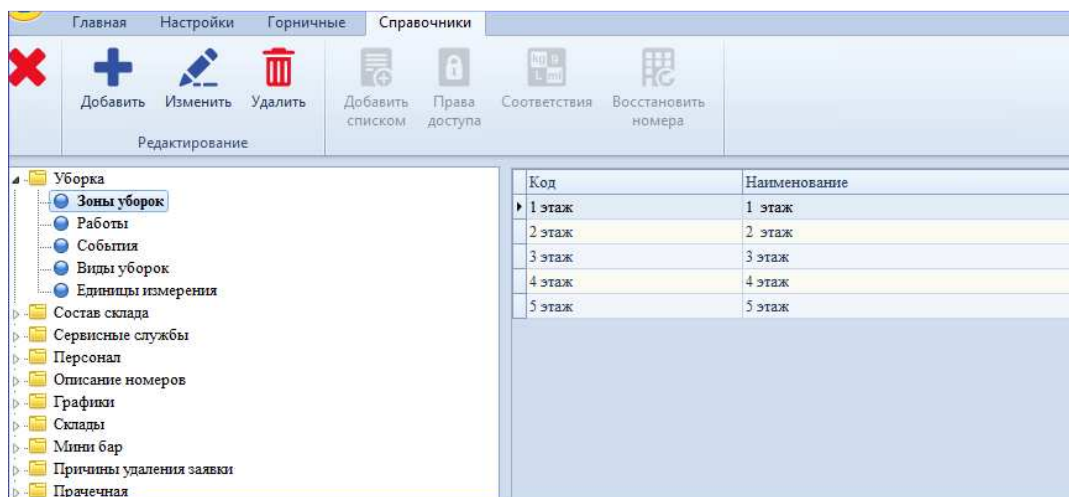 Главная Настройки Горничные Справочники
Добавить Изменить Удалить Добавить списком Права доступа Соответствия Восстановить номера
kg g
L ml
Редактирование
Уборка
Зоны уборок
Работы
События
Виды уборок
Единицы измерения
Состав склада
Сервисные службы
Персонал
Описание номеров
Графики
Склады
Мини бар
Причины удаления заявки
Прачечная
Код Наименование
1 этаж 1 этаж
2 этаж 2 этаж
3 этаж 3 этаж
4 этаж 4 этаж
5 этаж 5 этаж